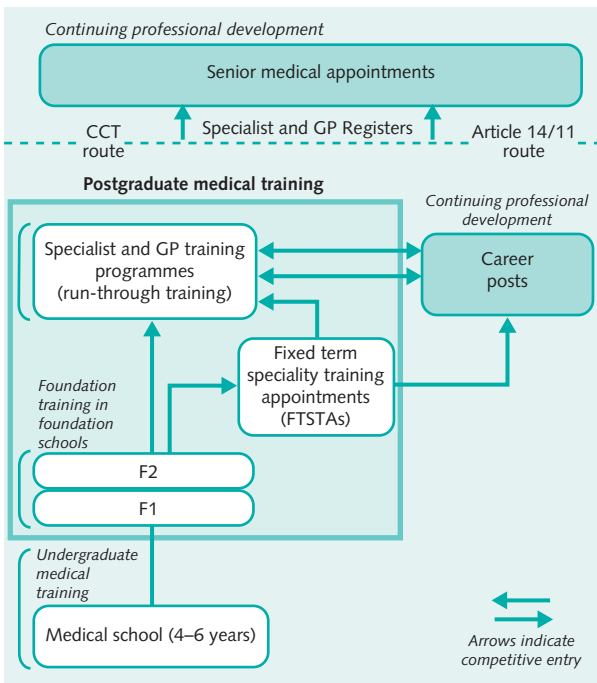 Continuing professional development
Senior medical appointments
CCT
route
Specialist and GP Registers
Article 14/11
route
Postgraduate medical training
Continuing professional
development
Specialist and GP training
programmes
(run-through training)
Career
posts
Fixed term
speciality training
appointments
(FTSTAs)
Foundation
training in
foundation
schools
F2
F1
Undergraduate
medical
training
Medical school (4–6 years)
Arrows indicate
competitive entry